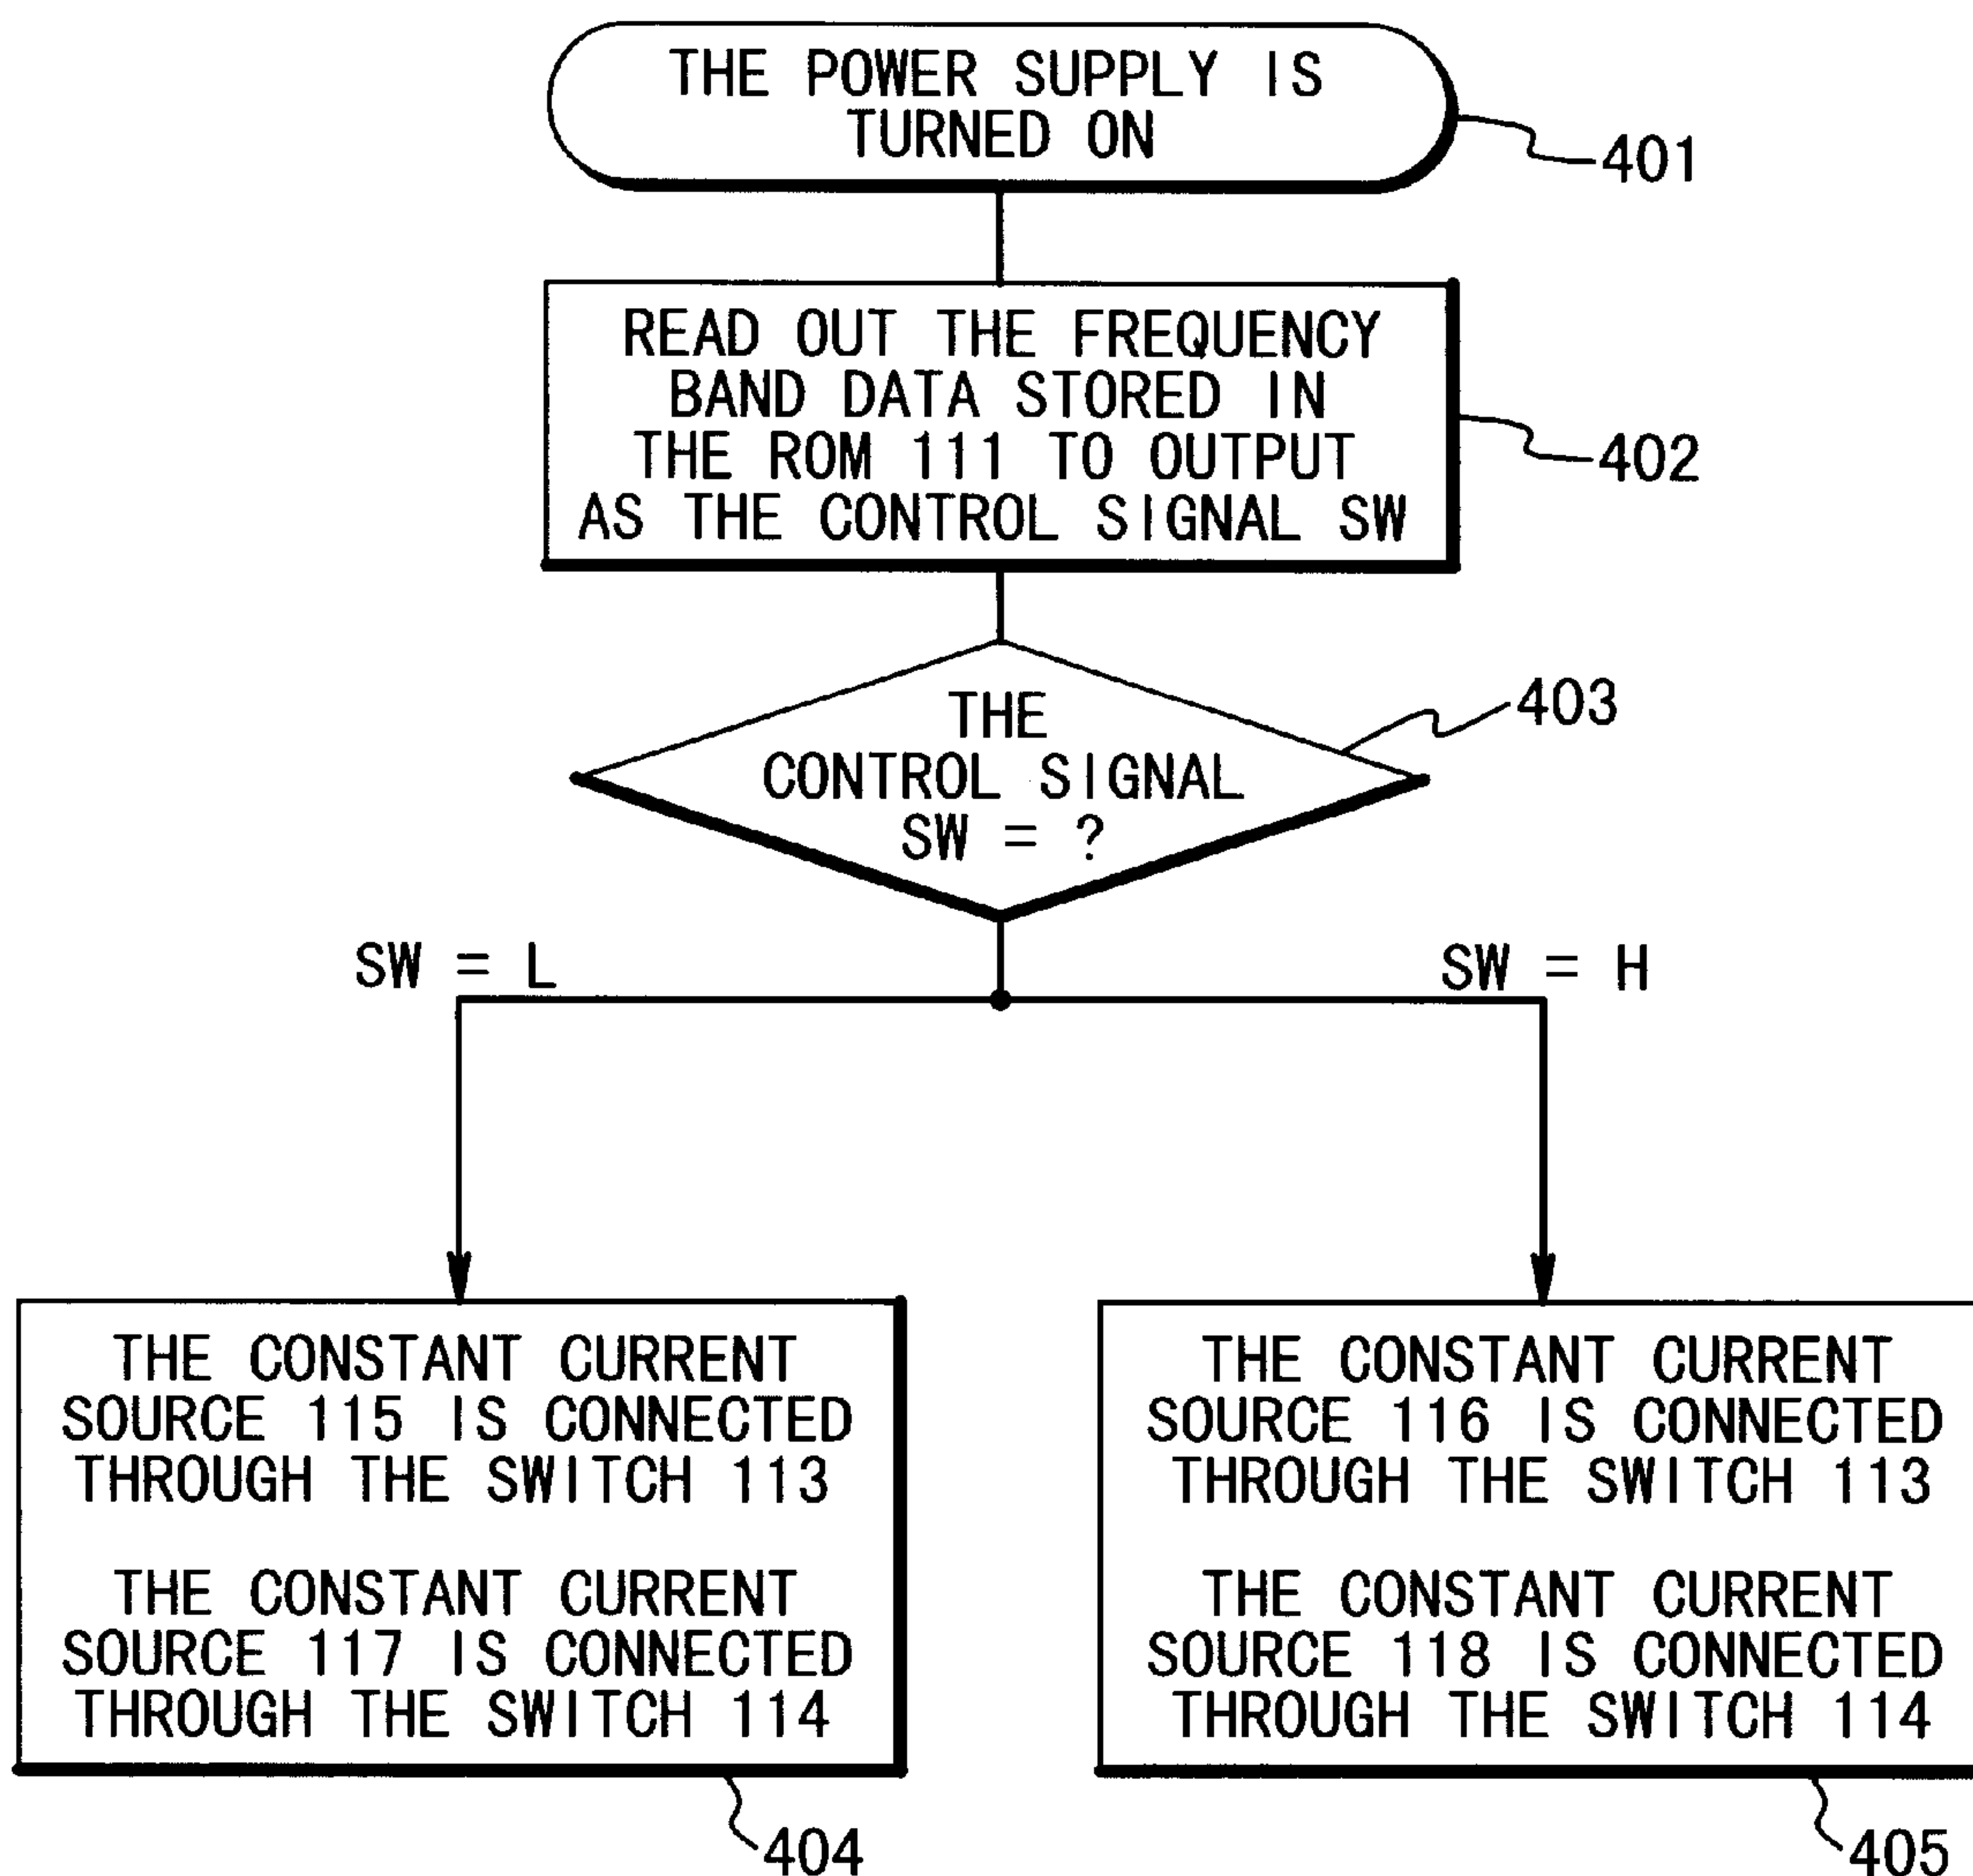 THE POWER SUPPLY IS
TURNED ON
401
READ OUT THE FREQUENCY
BAND DATA STORED IN
THE ROM 111 TO OUTPUT
AS THE CONTROL SIGNAL SW
402
THE
CONTROL SIGNAL
SW = ?
403
SW = L
SW = H
THE CONSTANT CURRENT
SOURCE 115 IS CONNECTED
THROUGH THE SWITCH 113
THE CONSTANT CURRENT
SOURCE 117 IS CONNECTED
THROUGH THE SWITCH 114
404
THE CONSTANT CURRENT
SOURCE 116 IS CONNECTED
THROUGH THE SWITCH 113
THE CONSTANT CURRENT
SOURCE 118 IS CONNECTED
THROUGH THE SWITCH 114
405